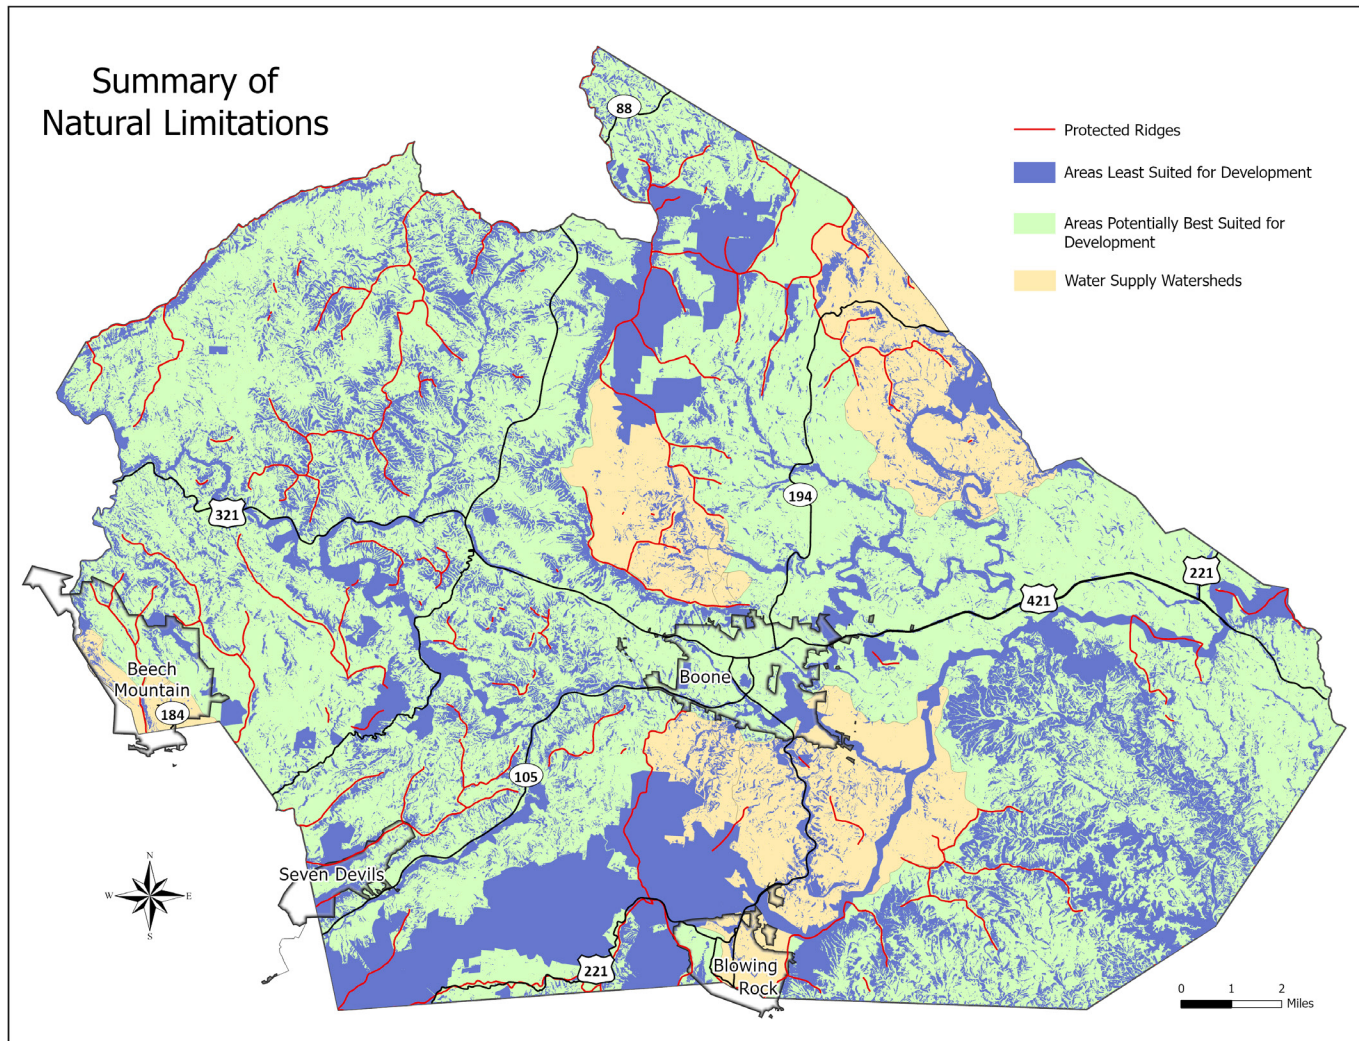 Summary of
Natural Limitations
88
Protected Ridges
Areas Least Suited for Development
Areas Potentially Best Suited for
Development
Water Supply Watersheds
194
321
221
421
Beech
Mountain
184
Boone
105
Seven Devils
N
W
E
S
221
Blowing
Rock
0
1
2
Miles